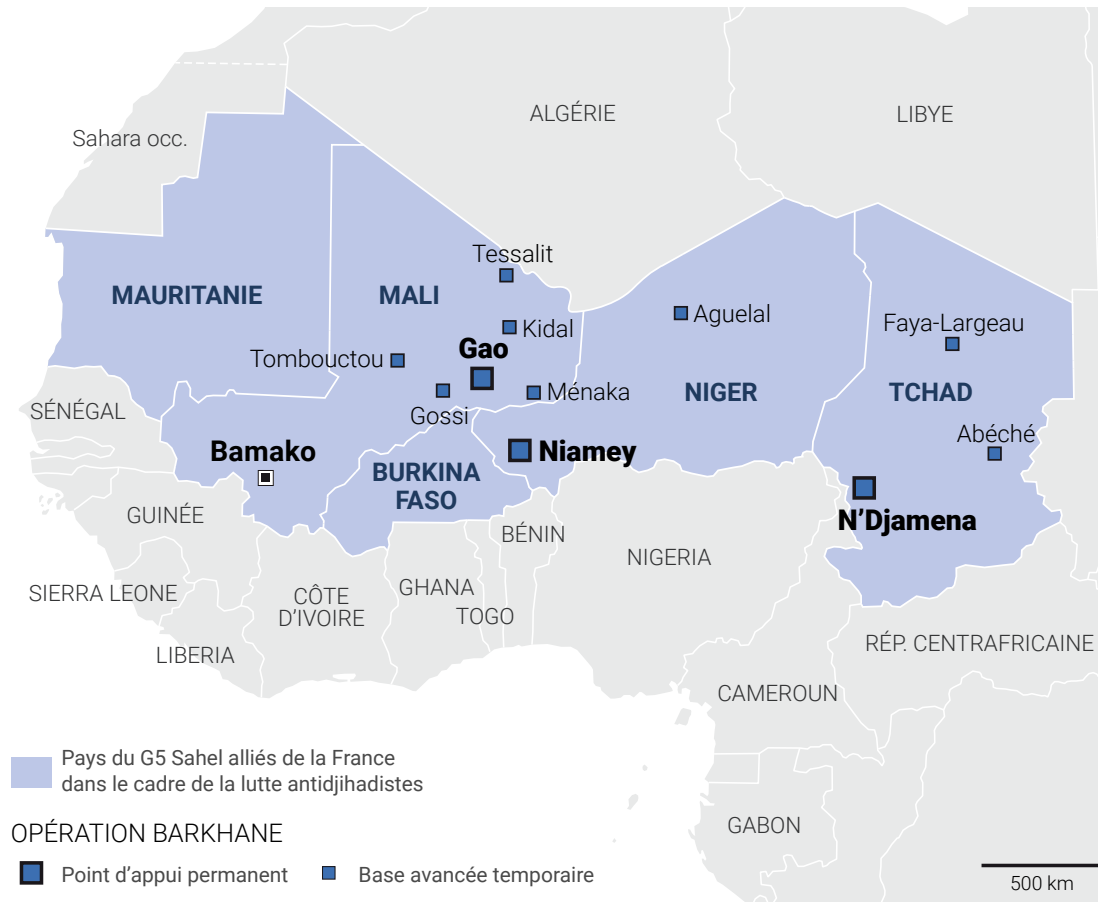 ALGÉRIE
LIBYE
Sahara occ.
Tessalit
MAURITANIE
MALI
Kidal
Aguelal
Faya-Largeau
Gao
Tombouctou
Ménaka
NIGER
TCHAD
Gossi
SÉNÉGAL
Abéché
Bamako
Niamey
BURKINA
FASO
GUINÉE
N'Djamena
BÉNIN
NIGERIA
SIERRA LEONE
CÔTE
D'IVOIRE
GHANA
TOGO
LIBERIA
RÉP. CENTRAFRICAINE
CAMEROUN
Pays du G5 Sahel alliés de la France
dans le cadre de la lutte antidjihadistes
OPÉRATION BARKHANE
GABON
Point d'appui permanent
Base avancée temporaire
500 km